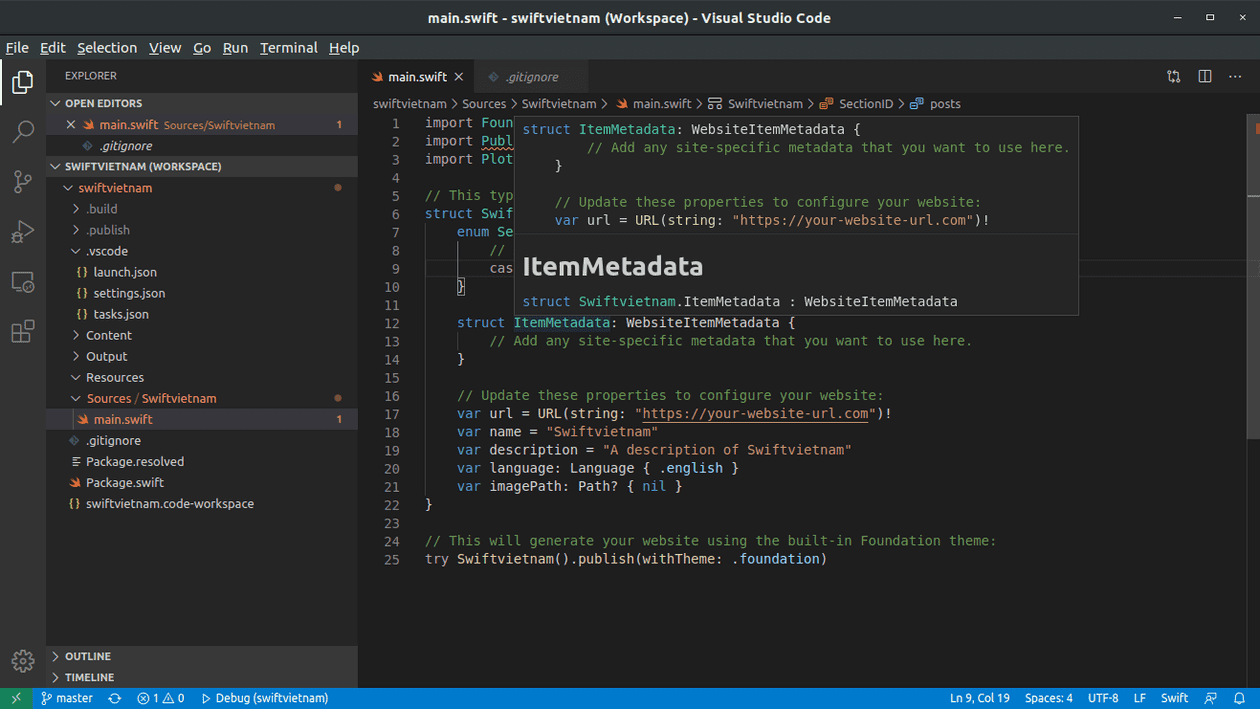 main.swift - swiftvietnam (Workspace) - Visual Studio Code
File Edit Selection View Go Run Terminal Help
EXPLORER
OPEN EDITORS
main.swift Sources/Swiftvietnam 1
.gitignore
SWIFTVIETNAM (WORKSPACE)
swiftvietnam
.build
.publish
.vscode
{} launch.json
{} settings.json
{} tasks.json
Content
Output
Resources
Sources / Swiftvietnam
main.swift 1
.gitignore
Package.resolved
Package.swift
{} swiftvietnam.code-workspace
OUTLINE
TIMELINE
main.swift .gitignore
swiftvietnam > Sources > Swiftvietnam > main.swift > Swiftvietnam > SectionID > posts
1 import Foun
2 import Publ
3 import Plot
4
5 // This typ
6 struct Swif
7 enum Se
8 //
9 cas
10 }
11
struct ItemMetadata: WebsiteItemMetadata {
// Add any site-specific metadata that you want to use here.
}
// Update these properties to configure your website:
var url = URL(string: "https://your-website-url.com")!
ItemMetadata
struct Swiftvietnam.ItemMetadata : WebsiteItemMetadata
12 struct ItemMetadata: WebsiteItemMetadata {
13 // Add any site-specific metadata that you want to use here.
14 }
15
16 // Update these properties to configure your website:
17 var url = URL(string: "https://your-website-url.com")!
18 var name = "Swiftvietnam"
19 var description = "A description of Swiftvietnam"
20 var language: Language { .english }
21 var imagePath: Path? { nil }
22 }
23
24 // This will generate your website using the built-in Foundation theme:
25 try Swiftvietnam().publish(withTheme: .foundation)
master 1 0 Debug (swiftvietnam) Ln 9, Col 19 Spaces: 4 UTF-8 LF Swift